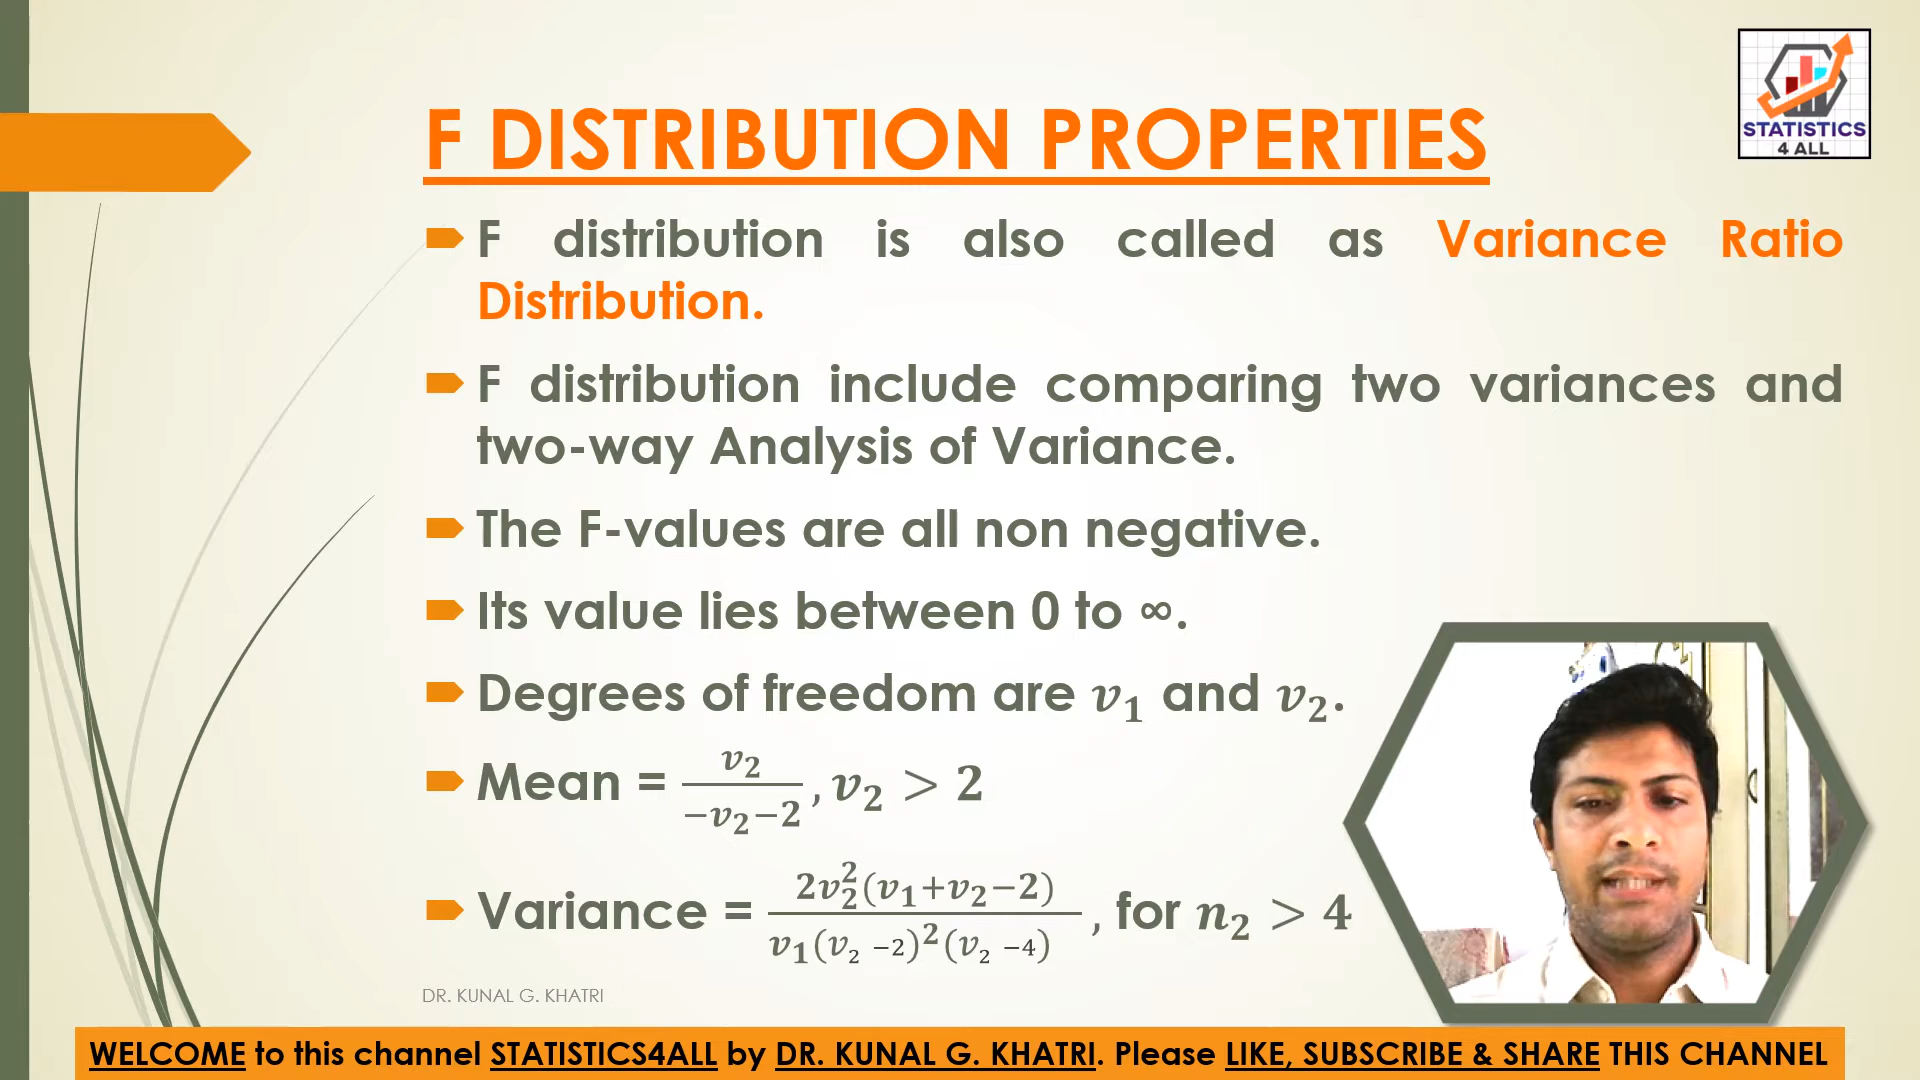 STATISTICS
4 ALL
F DISTRIBUTION PROPERTIES
F distribution is also called as Variance Ratio
Distribution.
F distribution include comparing two variances and
two-way Analysis of Variance.
The F-values are all non negative.
Its value lies between 0 to ∞.
Degrees of freedom are v₁ and v₂.
Mean = v₂ / (−v₂−2), v₂ > 2
Variance = 2v₂²(v₁+v₂−2) / v₁(v₂ −2)²(v₂ −4), for n₂ > 4
DR. KUNAL G. KHATRI
WELCOME to this channel STATISTICS4ALL by DR. KUNAL G. KHATRI. Please LIKE, SUBSCRIBE & SHARE THIS CHANNEL